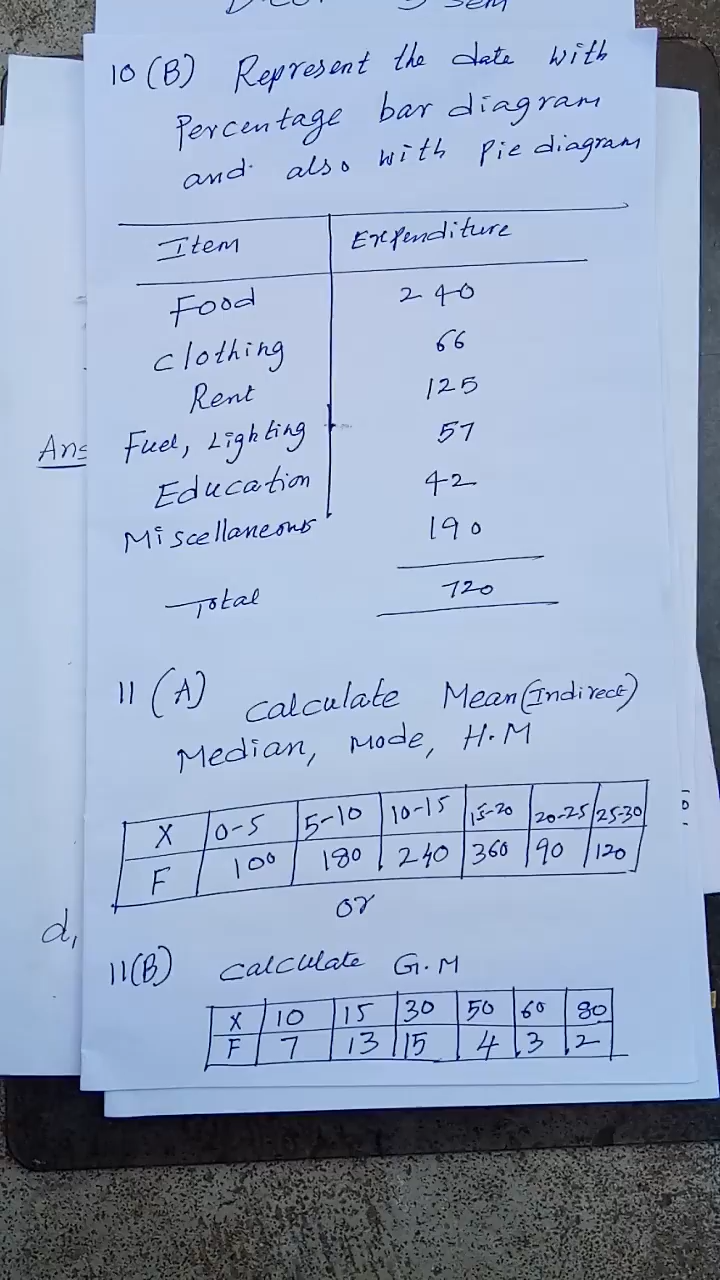 10 (B) Represent the date with
Percentage bar diagram
and also with Pie diagram
Item Expenditure
Food 240
clothing 66
Rent 125
Fuel, Lighting 57
Education 42
Miscellaneous 190
Total 720
11 (A) Calculate Mean (Indirect)
Median, Mode, H.M
X 0-5 5-10 10-15 15-20 20-25 25-30
F 100 180 240 360 90 120
or
Ans
d,
11(B) Calculate G.M
X 10 15 30 50 60 80
F 7 13 15 4 3 2